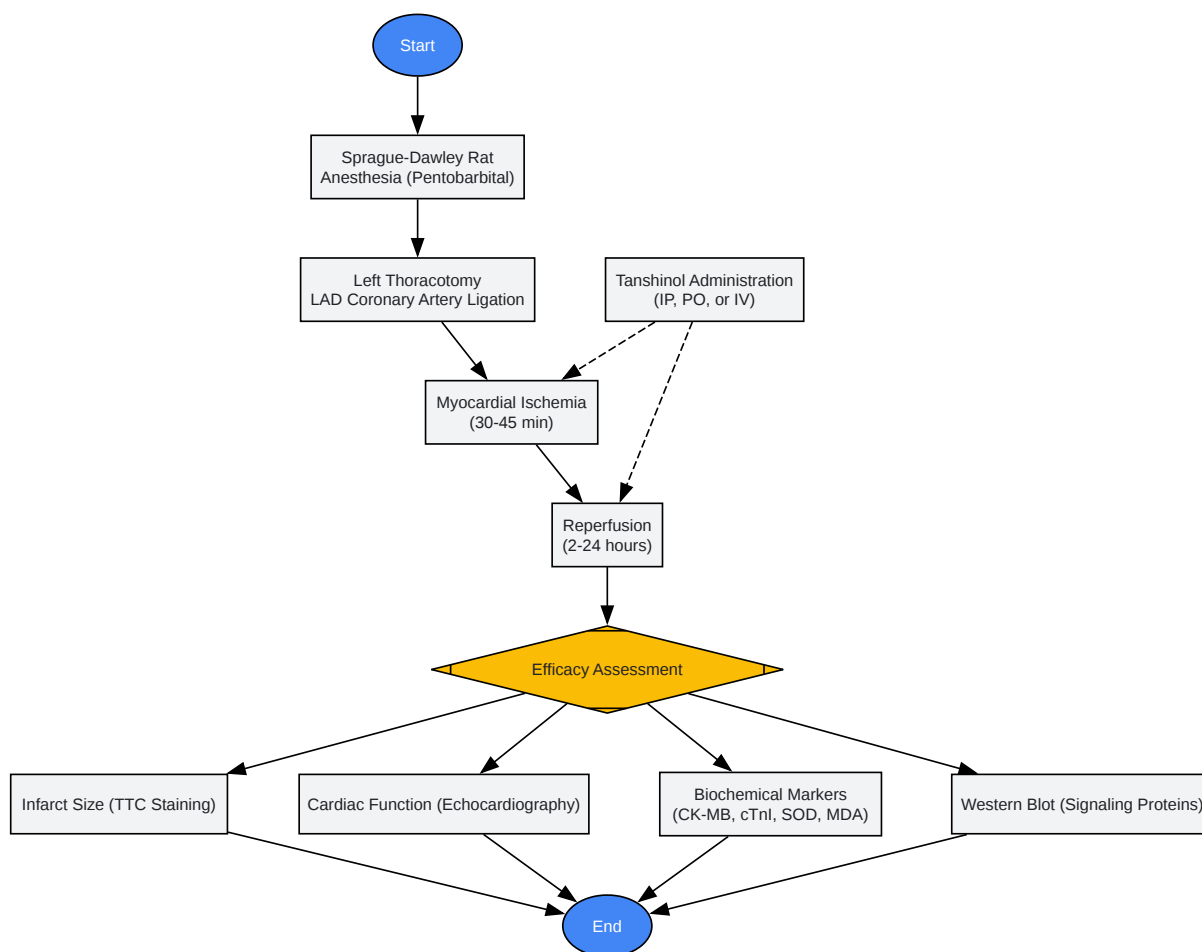 Start
Sprague-Dawley Rat
Anesthesia (Pentobarbital)
Left Thoracotomy
LAD Coronary Artery Ligation
Tanshinol Administration
(IP, PO, or IV)
Myocardial Ischemia
(30-45 min)
Reperfusion
(2-24 hours)
Efficacy Assessment
Infarct Size (TTC Staining)
Cardiac Function (Echocardiography)
Biochemical Markers
(CK-MB, cTnI, SOD, MDA)
Western Blot (Signaling Proteins)
End